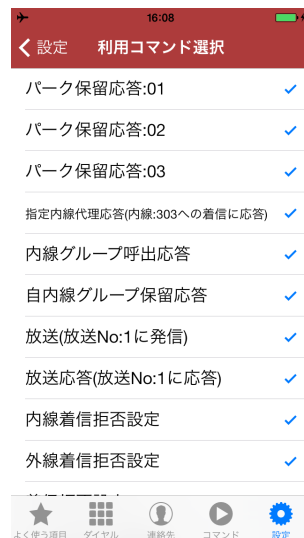 16:08
設定 利用コマンド選択
パーク保留応答:01
パーク保留応答:02
パーク保留応答:03
指定内線代理応答(内線:303への着信に応答)
内線グループ呼出応答
自内線グループ保留応答
放送(放送No:1に発信)
放送応答(放送No:1に応答)
内線着信拒否設定
外線着信拒否設定
よく使う項目 ダイヤル 連絡先 コマンド 設定